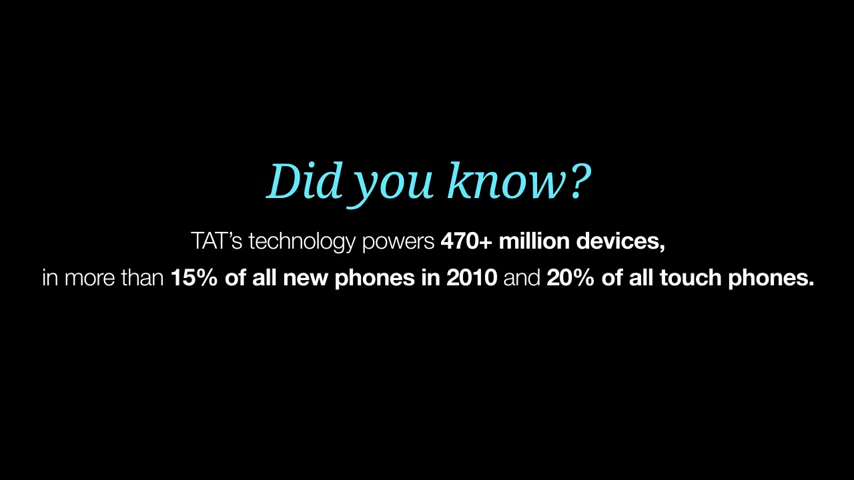 Did you know?
TAT’s technology powers 470+ million devices,
in more than 15% of all new phones in 2010 and 20% of all touch phones.